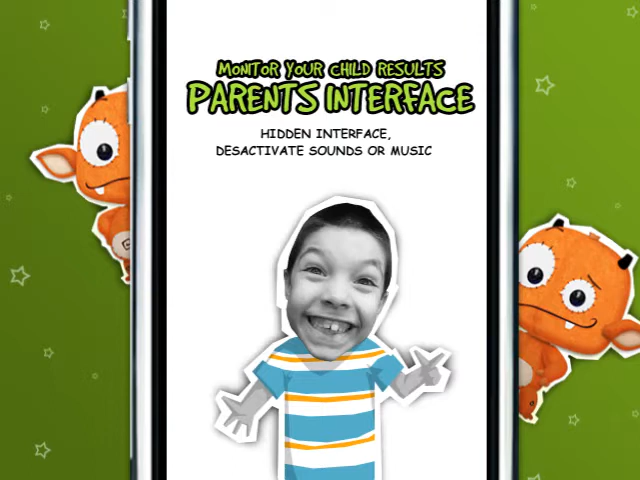 MONITOR YOUR CHILD RESULTS
PARENTS INTERFACE
HIDDEN INTERFACE,
DESACTIVATE SOUNDS OR MUSIC